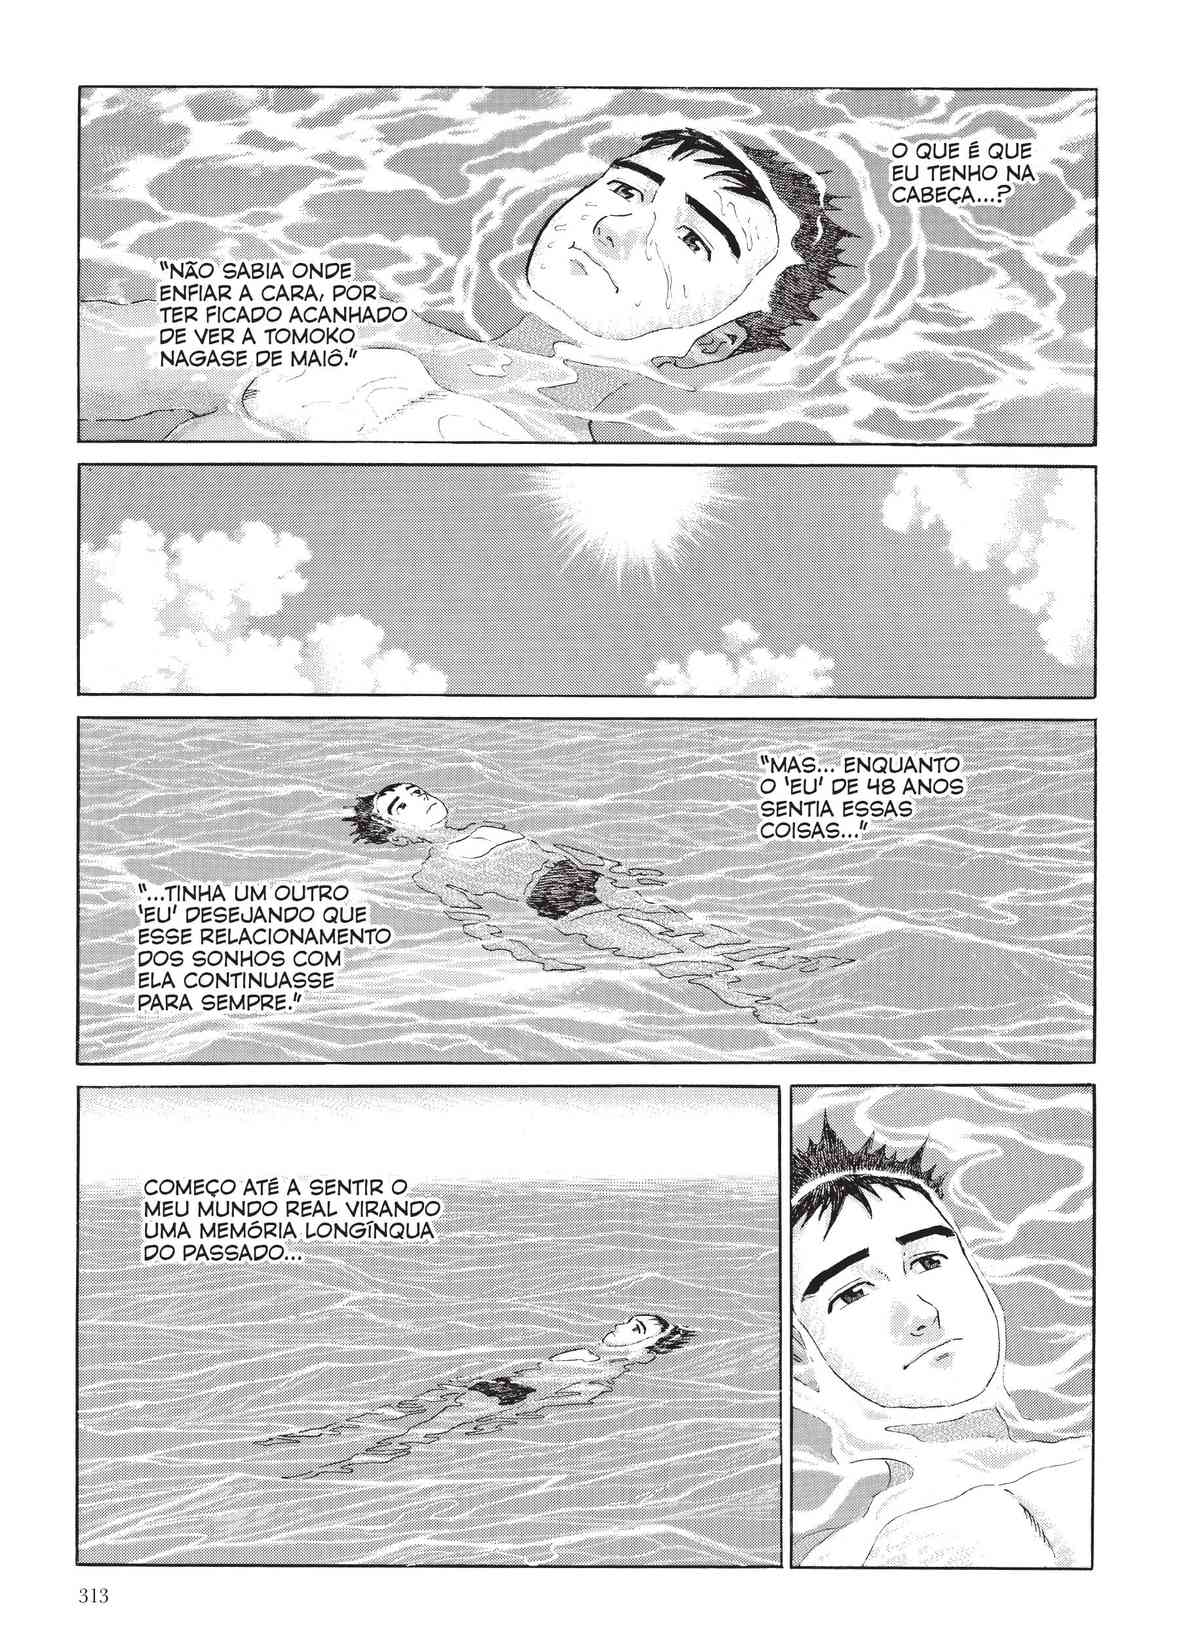 O QUE É QUE
EU TENHO NA
CABEÇA...?
"NÃO SABIA ONDE
ENFIAR A CARA, POR
TER FICADO ACANHADO
DE VER A TOMOKO
NAGASE DE MAIÔ."
"MAS... ENQUANTO
O 'EU' DE 48 ANOS
SENTIA ESSAS
COISAS..."
"...TINHA UM OUTRO
'EU' DESEJANDO QUE
ESSE RELACIONAMENTO
DOS SONHOS COM
ELA CONTINUASSE
PARA SEMPRE."
COMEÇO ATÉ A SENTIR O
MEU MUNDO REAL VIRANDO
UMA MEMÓRIA LONGÍNQUA
DO PASSADO...
313